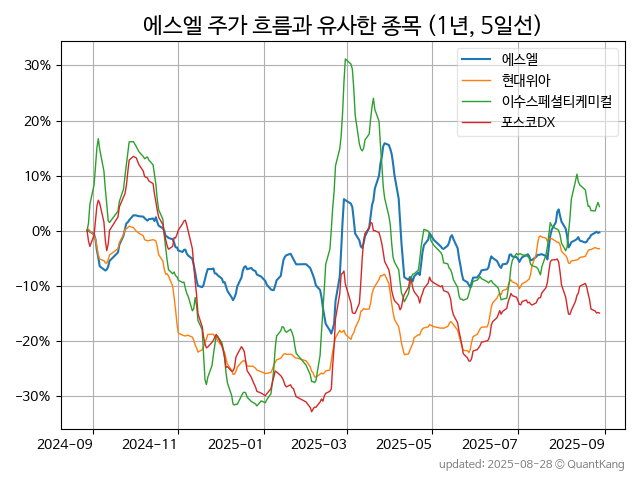 에스엘 주가 흐름과 유사한 종목 (1년, 5일선)
에스엘
현대위아
이수스페셜티케미컬
포스코DX
30%
20%
10%
0%
−10%
−20%
−30%
2024-09 2024-11 2025-01 2025-03 2025-05 2025-07 2025-09
updated: 2025-08-28 © QuantKang